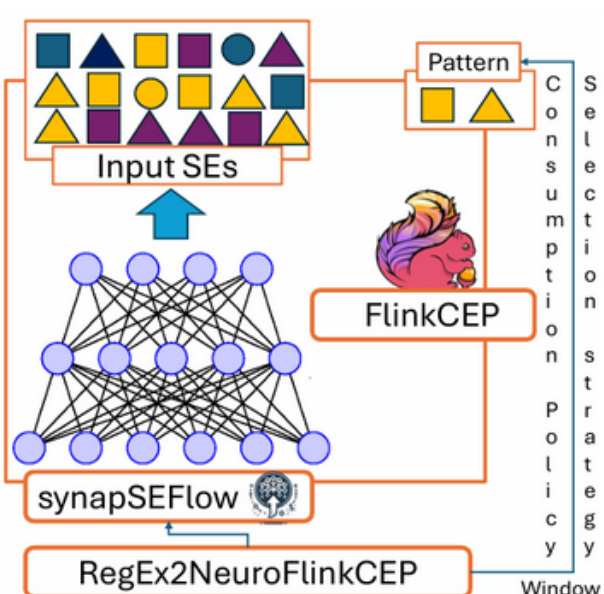 Pattern
Input SEs
FlinkCEP
Consumption Policy
Selection strategy
synapSEFlow
RegEx2NeuroFlinkCEP
Window